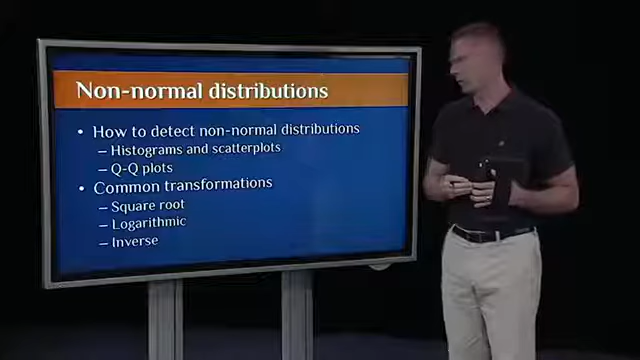 Non-normal distributions
• How to detect non-normal distributions
– Histograms and scatterplots
– Q-Q plots
• Common transformations
– Square root
– Logarithmic
– Inverse